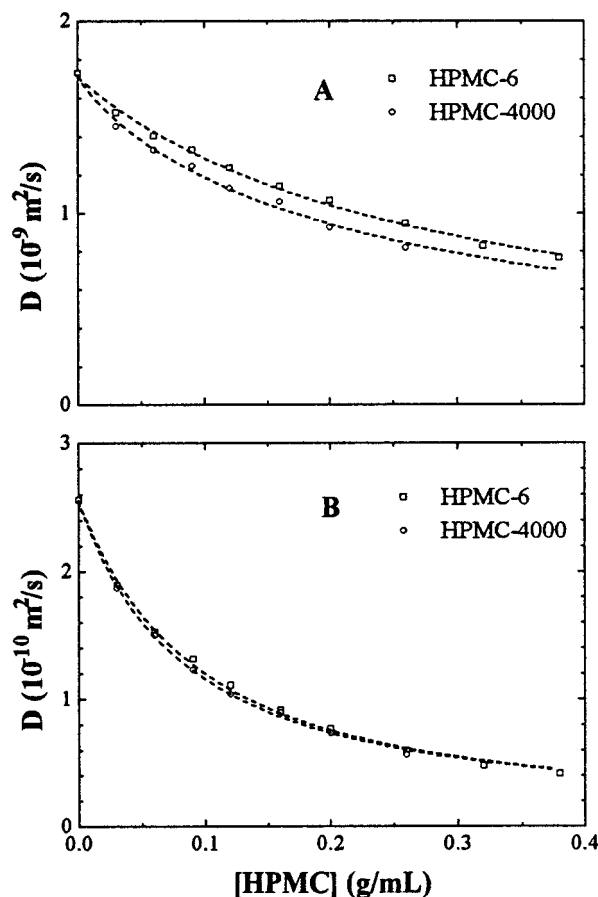 2
A
HPMC-6
HPMC-4000
1
D (10⁻⁹ m²/s)
0
3
B
HPMC-6
HPMC-4000
2
D (10⁻¹⁰ m²/s)
1
0
0.0 0.1 0.2 0.3 0.4
[HPMC] (g/mL)